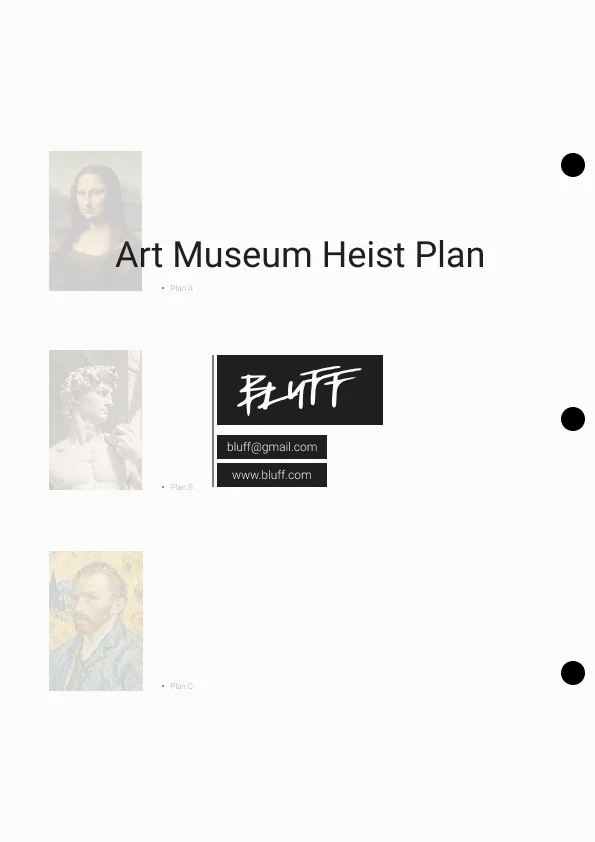 Art Museum Heist Plan
• Plan A
BLUFF
bluff@gmail.com
www.bluff.com
• Plan B
• Plan C